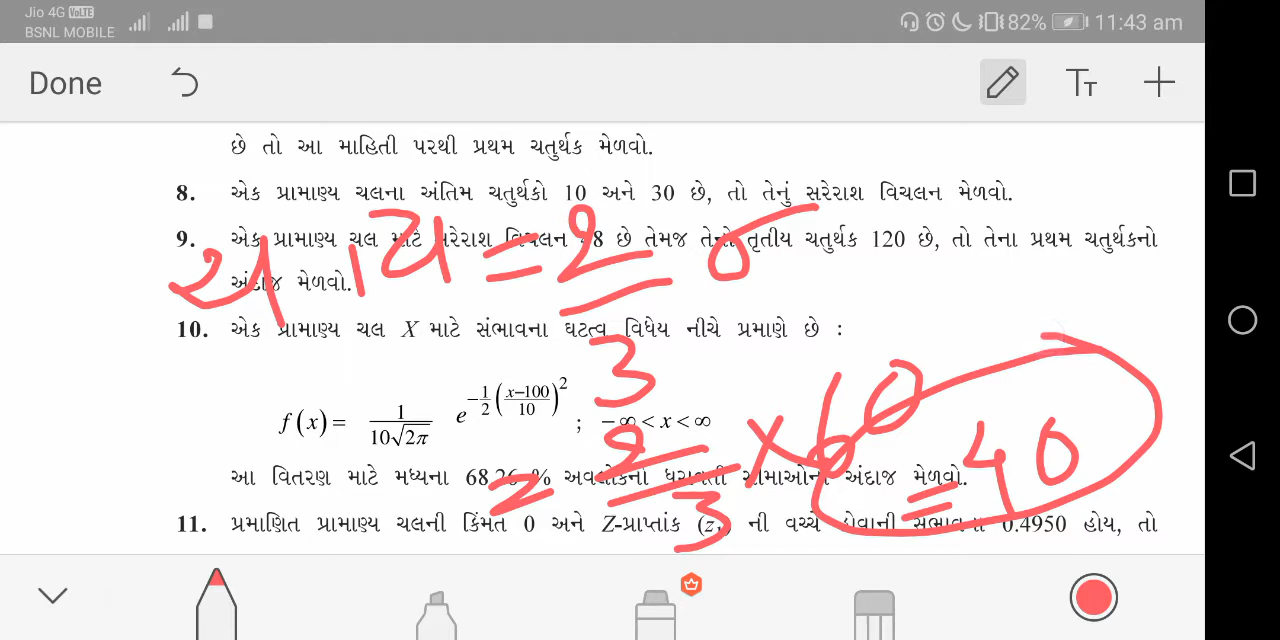 Jio 4G VoLTE
BSNL MOBILE
82% 11:43 am
Done
TT
છે તો આ માહિતી પરથી પ્રથમ ચતુર્થક મેળવો.
8. એક પ્રામાણ્ય ચલના અંતિમ ચતુર્થકો 10 અને 30 છે, તો તેનું સરેરાશ વિચલન મેળવો.
9. એક પ્રામાણ્ય ચલ માટે સરેરાશ વિચલન 48 છે તેમજ તેનો તૃતીય ચતુર્થક 120 છે, તો તેના પ્રથમ ચતુર્થકનો
અંદાજ મેળવો.
10. એક પ્રામાણ્ય ચલ X માટે સંભાવના ઘટત્વ વિધેય નીચે પ્રમાણે છે :
f(x) = 1/(10√2π) e^(-1/2((x-100)/10)^2) ; -∞ < x < ∞
આ વિતરણ માટે મધ્યના 68.26 % અવલોકનો ધરાવતી સીમાઓનો અંદાજ મેળવો.
11. પ્રમાણિત પ્રામાણ્ય ચલની કિંમત 0 અને Z-પ્રાપ્તાંક (z₁) ની વચ્ચે હોવાની સંભાવના 0.4950 હોય, તો
ચ.વિ = 2/3 σ
= 2/3 × 60 = 40